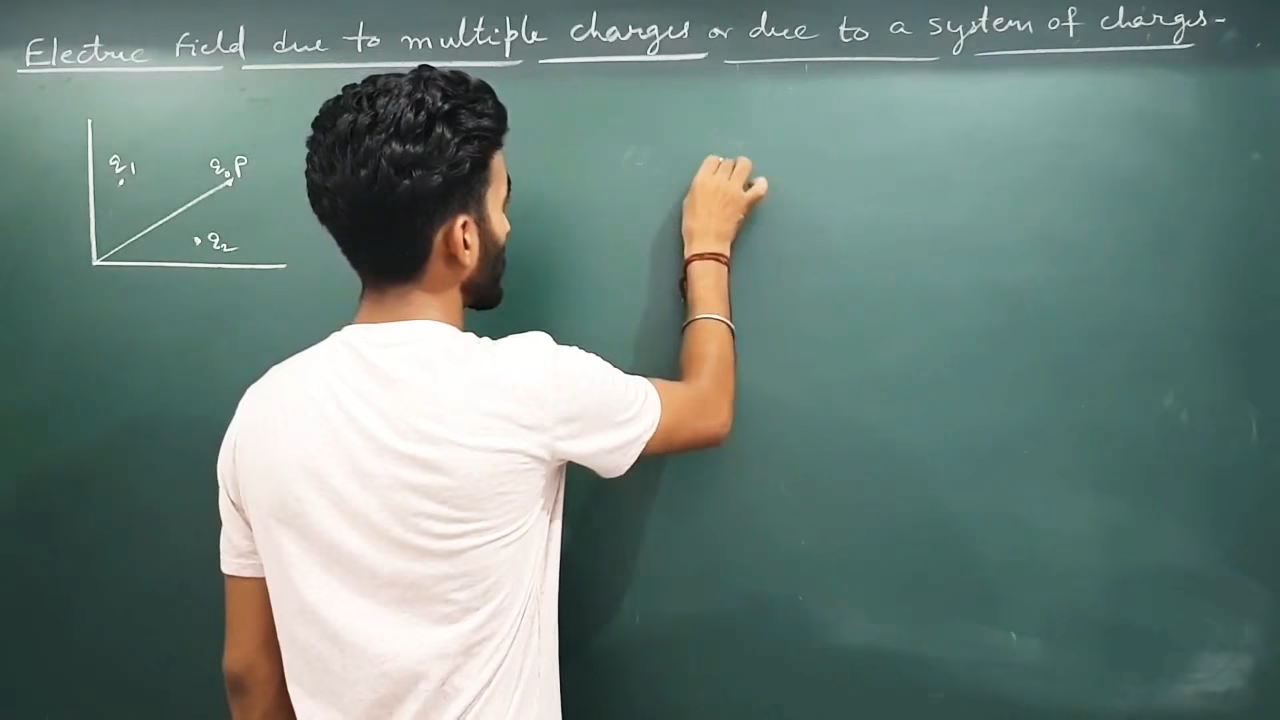 Electric field due to multiple charges or due to a system of charges-
q₁
q₀ P
q₂